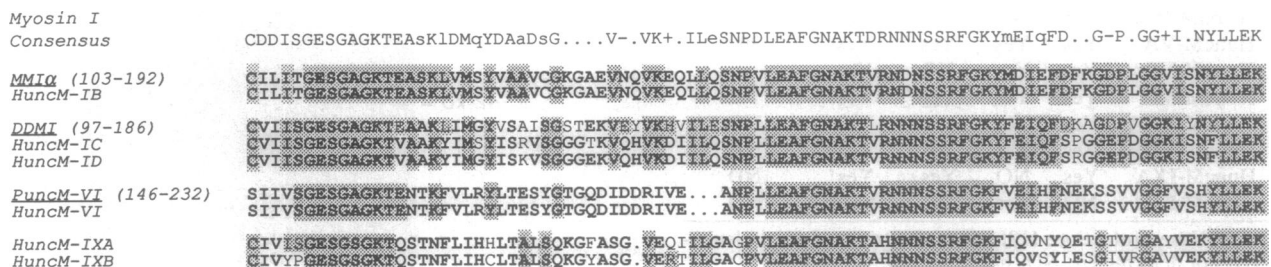 Myosin I
Consensus CDDISGESGAGKTEAsKlDMqYDAaDsG....V-.VK+.ILeSNPDLEAFGNAKTDRNNNSSRFGKYmEIqFD..G-P.GG+I.NYLLEK
MMIα (103-192) CILITGESGAGKTEASKLVMSYVAAVCGKGAEVNQVKEQLLQSNPVLEAFGNAKTVRNDNSSRFGKYMDIEFDFKGDPLGGVISNYLLEK
HuncM-IB CILITGESGAGKTEASKLVMSYVAAVCGKGAEVNQVKEQLLQSNPVLEAFGNAKTVRNDNSSRFGKYMDIEFDFKGDPLGGVISNYLLEK
DDMI (97-186) CVIISGESGAGKTEAAKLIMGYVSAISGSTEKVEYVKHVILESNPLLEAFGNAKTLRNNNSSRFGKYFEIQFDKAGDPVGGKIYNYLLEK
HuncM-IC CVIISGESGAGKTVAAKYIMSYISRVSGGGTKVQHVKDIILQSNPLLEAFGNAKTVRNNNSSRFGKYFEIQFSPGGEPDGGKISNFLLEK
HuncM-ID CVIISGESGAGKTVAAKYIMSYISKVSGGGEKVQHVKDIILQSNPLLEAFGNAKTVRNNNSSRFGKYFEIQFSRGGEPDGGKISNFLLEK
PuncM-VI (146-232) SIIVSGESGAGKTENTKFVLRYLTESYGTGQDIDDRIVE...ANPLLEAFGNAKTVRNNNSSRFGKFVEIHFNEKSSVVGGFVSHYLLEK
HuncM-VI SIIVSGESGAGKTENTKFVLRYLTESYGTGQDIDDRIVE...ANPLLEAFGNAKTVRNNNSSRFGKFVEIHFNEKSSVVGGFVSHYLLEK
HuncM-IXA CIVISGESGSGKTQSTNFLIHHLTALSQKGFASG.VEQIILGAGPVLEAFGNAKTAHNNNSSRFGKFIQVNYQETGTVLGAYVEKYLLEK
HuncM-IXB CIVYPGESGSGKTQSTNFLIHCLTALSQKGYASG.VERTILGACPVLEAFGNAKTAHNNNSSRFGKFIQVSYLESGIVRGAVVEKYLLEK